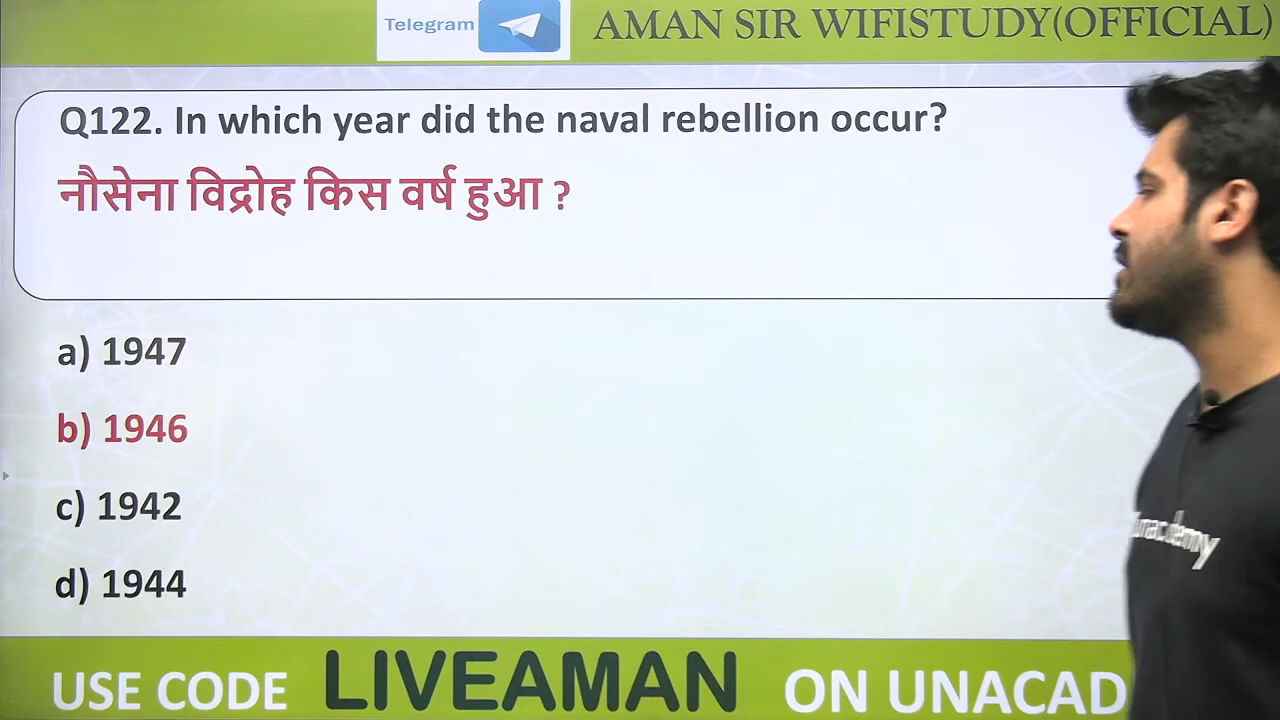 Telegram
AMAN SIR WIFISTUDY(OFFICIAL)
Q122. In which year did the naval rebellion occur?
नौसेना विद्रोह किस वर्ष हुआ ?
a) 1947
b) 1946
c) 1942
d) 1944
unacademy
USE CODE LIVEAMAN ON UNACAD